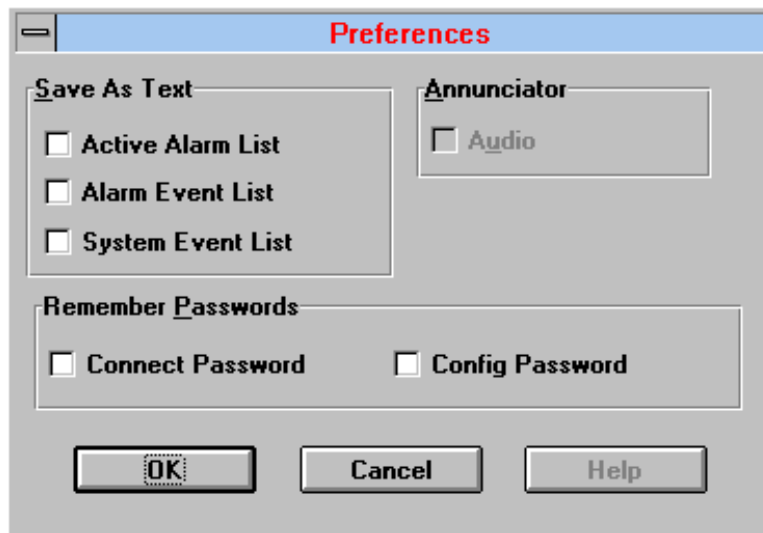 Preferences
Save As Text
Annunciator
Active Alarm List
Audio
Alarm Event List
System Event List
Remember Passwords
Connect Password
Config Password
OK
Cancel
Help